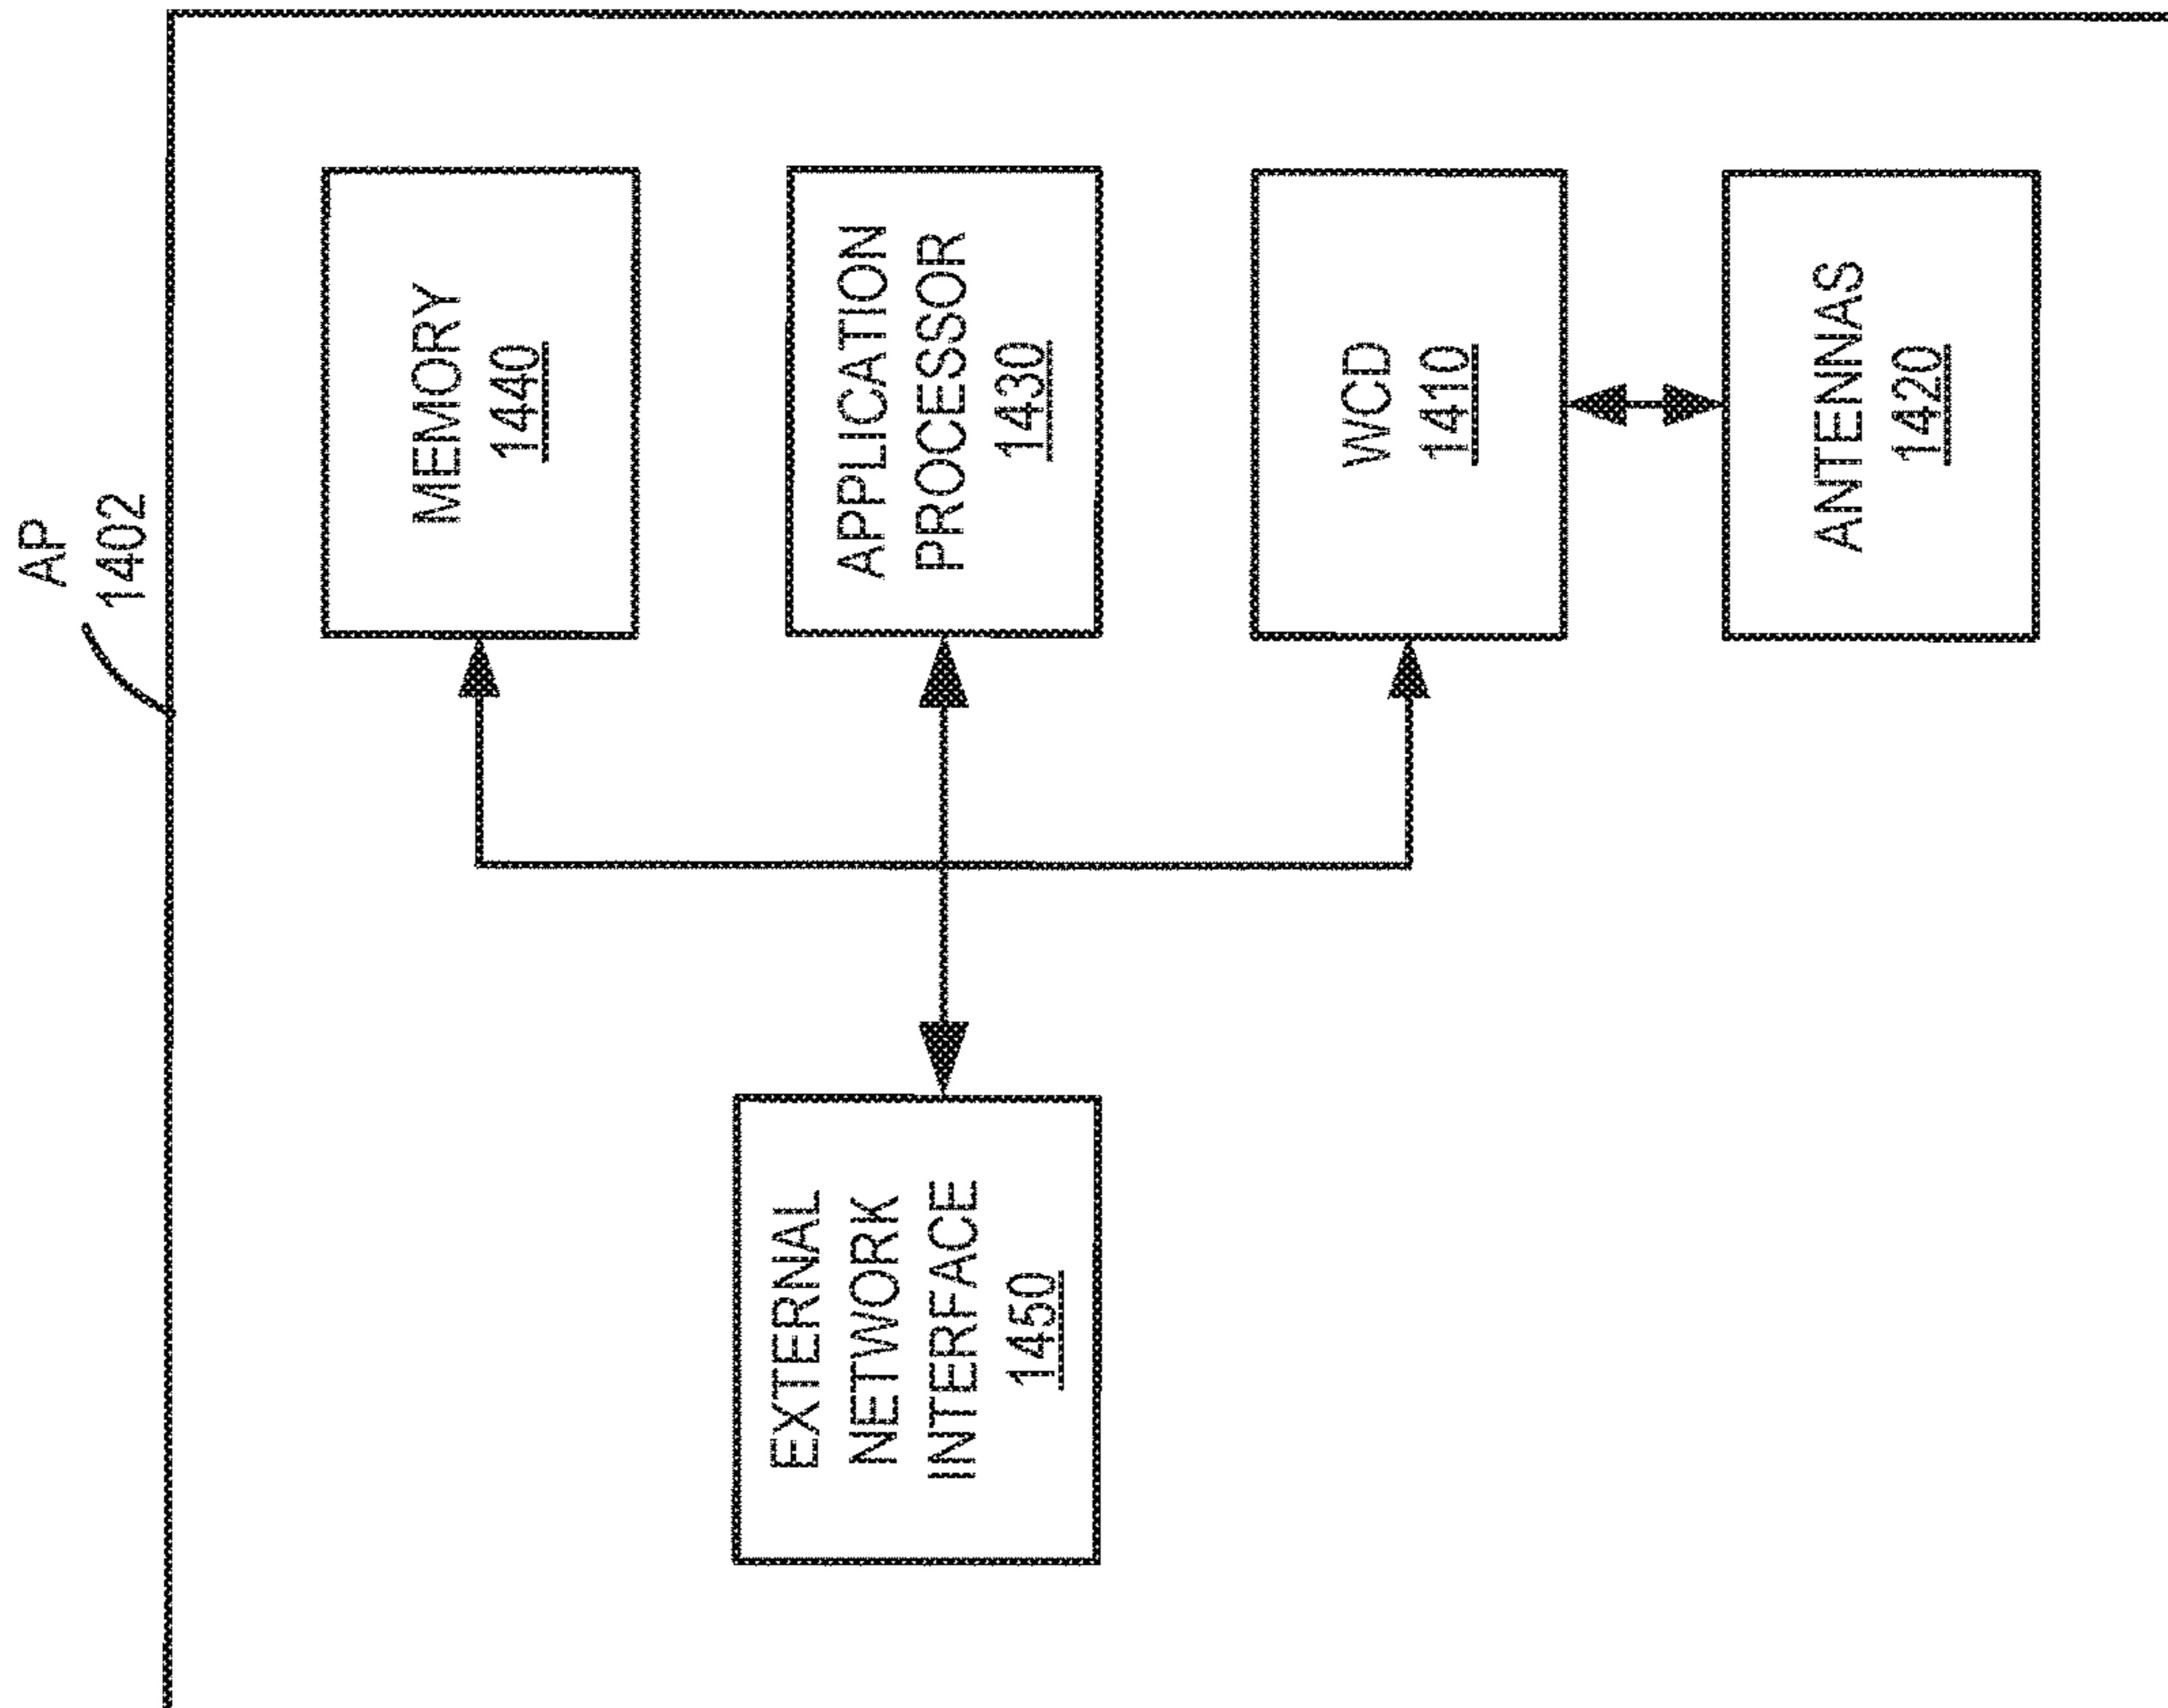 AP
1402
MEMORY
1440
APPLICATION
PROCESSOR
1430
WCD
1410
ANTENNAS
1420
EXTERNAL
NETWORK
INTERFACE
1450